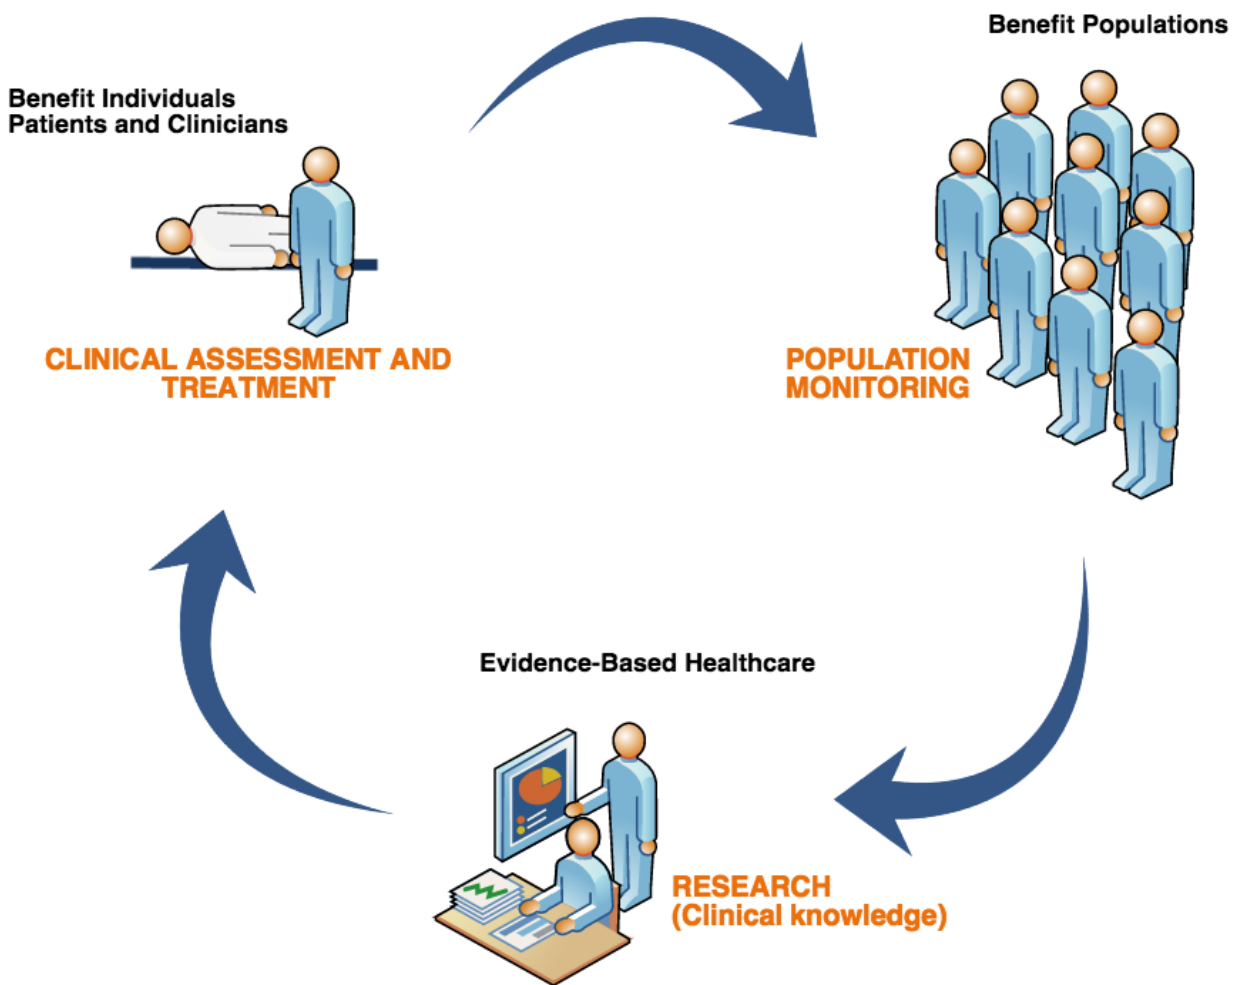 Benefit Populations
Benefit Individuals
Patients and Clinicians
CLINICAL ASSESSMENT AND
TREATMENT
POPULATION
MONITORING
Evidence-Based Healthcare
RESEARCH
(Clinical knowledge)